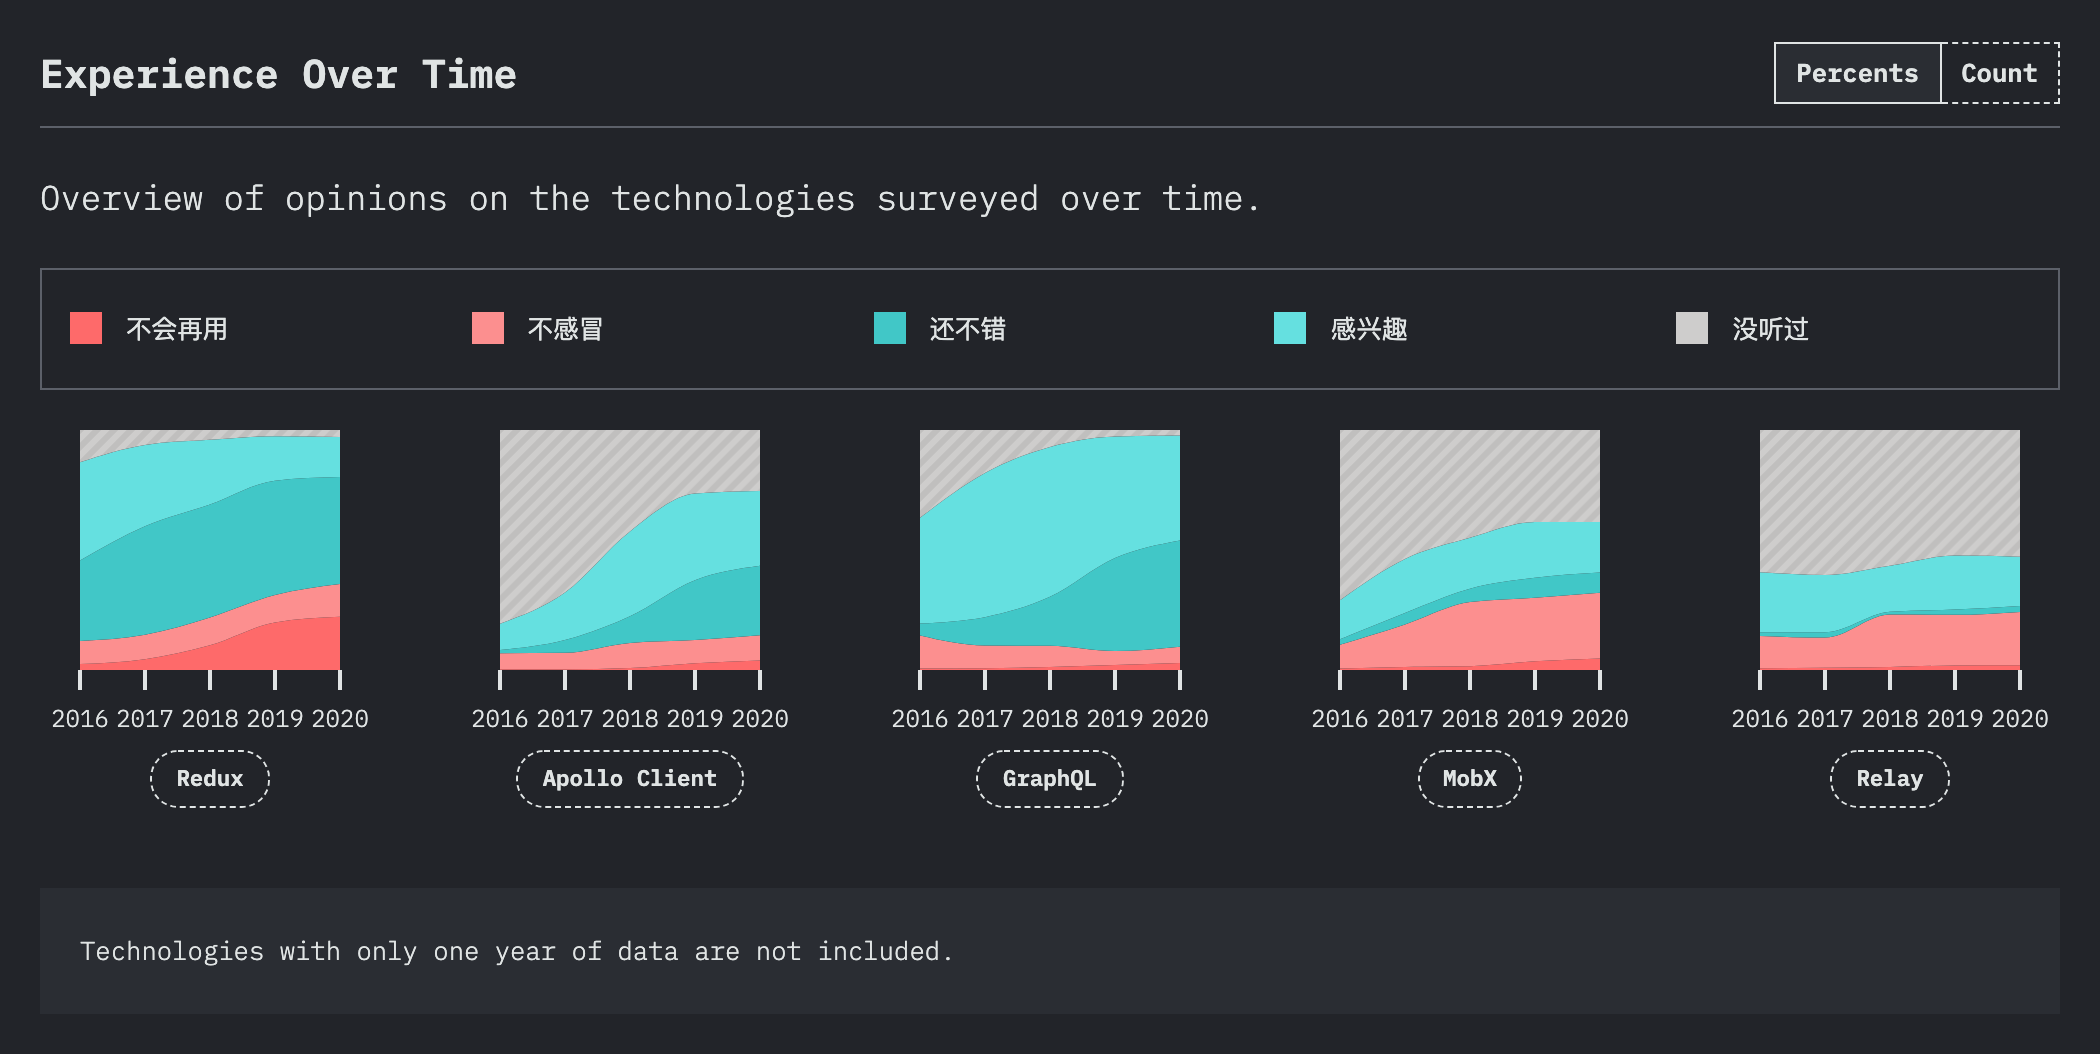 Experience Over Time
Percents Count
Overview of opinions on the technologies surveyed over time.
不会再用 不感冒 还不错 感兴趣 没听过
2016 2017 2018 2019 2020 2016 2017 2018 2019 2020 2016 2017 2018 2019 2020 2016 2017 2018 2019 2020 2016 2017 2018 2019 2020
Redux Apollo Client GraphQL MobX Relay
Technologies with only one year of data are not included.